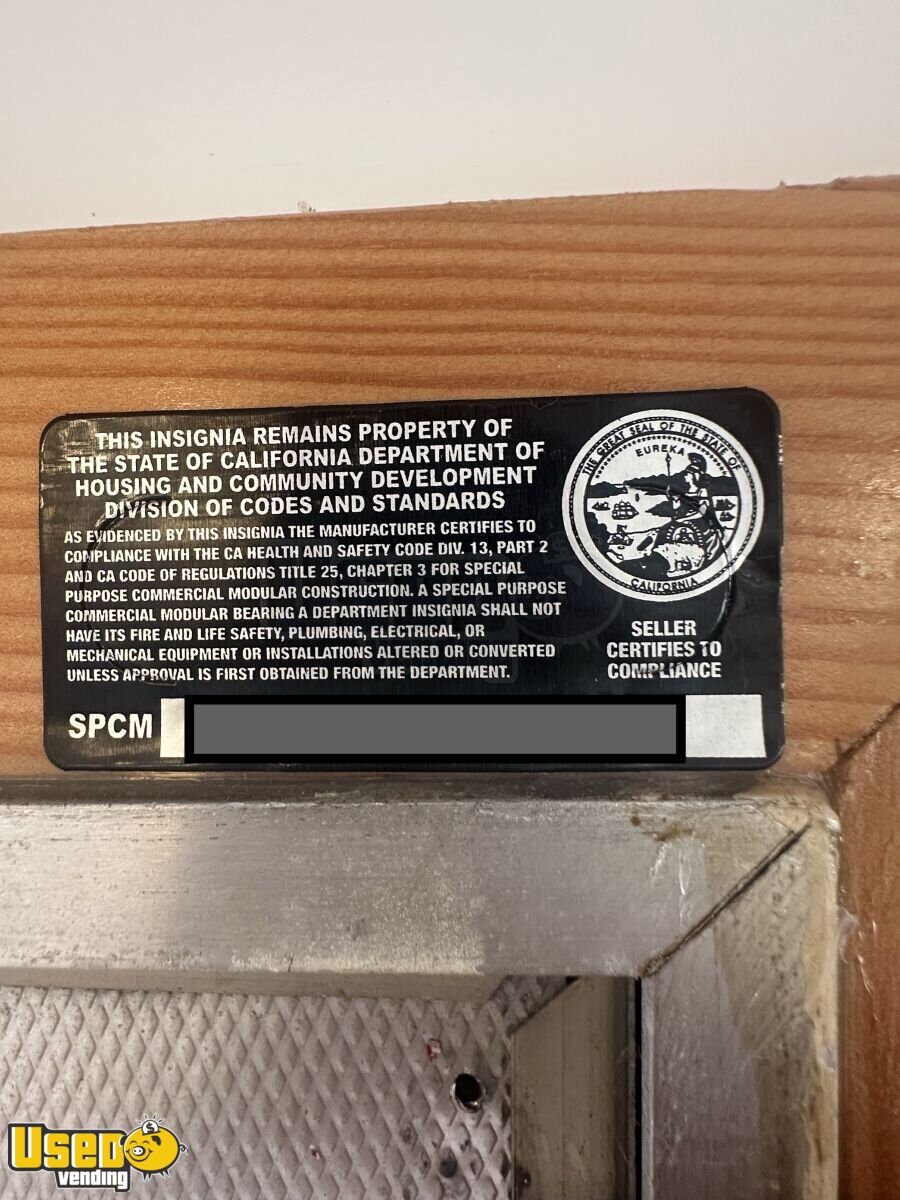 THIS INSIGNIA REMAINS PROPERTY OF
THE STATE OF CALIFORNIA DEPARTMENT OF
HOUSING AND COMMUNITY DEVELOPMENT
DIVISION OF CODES AND STANDARDS
AS EVIDENCED BY THIS INSIGNIA THE MANUFACTURER CERTIFIES TO
COMPLIANCE WITH THE CA HEALTH AND SAFETY CODE DIV. 13, PART 2
AND CA CODE OF REGULATIONS TITLE 25, CHAPTER 3 FOR SPECIAL
PURPOSE COMMERCIAL MODULAR CONSTRUCTION. A SPECIAL PURPOSE
COMMERCIAL MODULAR BEARING A DEPARTMENT INSIGNIA SHALL NOT
HAVE ITS FIRE AND LIFE SAFETY, PLUMBING, ELECTRICAL, OR
MECHANICAL EQUIPMENT OR INSTALLATIONS ALTERED OR CONVERTED
UNLESS APPROVAL IS FIRST OBTAINED FROM THE DEPARTMENT.
THE GREAT SEAL OF THE STATE OF
EUREKA
CALIFORNIA
SELLER
CERTIFIES TO
COMPLIANCE
SPCM
USED
vending